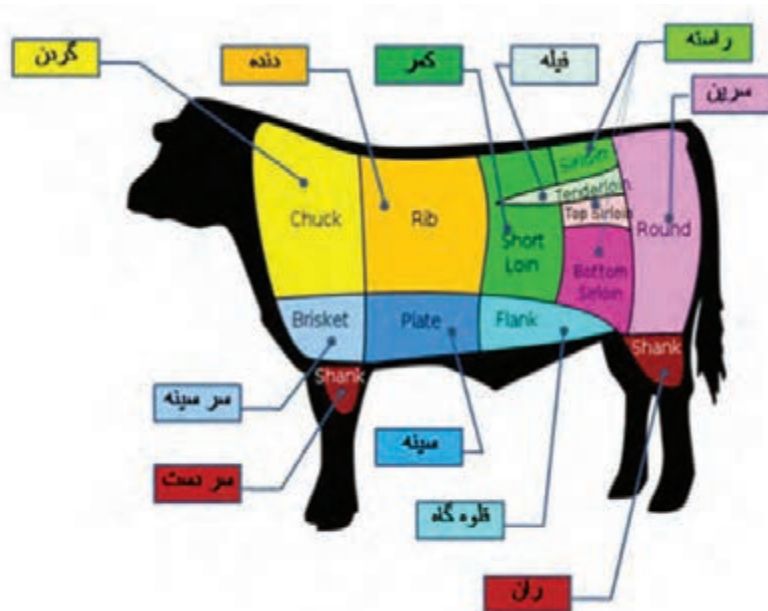 راسته
فیله
کمر
دنده
گردن
سرین
Sirloin
Tenderloin
Top Sirloin
Chuck
Rib
Short
Loin
Round
Bottom
Sirloin
Brisket
Plate
Flank
Shank
Shank
سر سینه
سینه
سر دست
قلوه گاه
ران